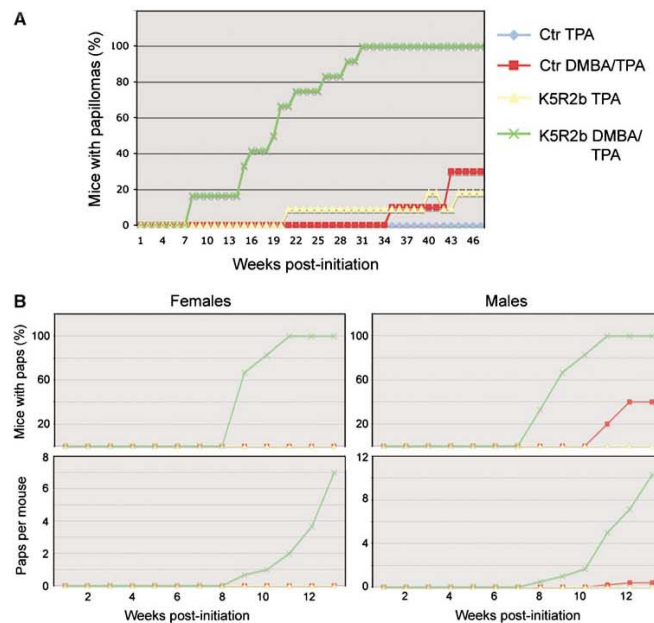 A
Mice with papillomas (%)
100
80
60
40
20
0
1 4 7 10 13 16 19 22 25 28 31 34 37 40 43 46
Weeks post-initiation
Ctr TPA
Ctr DMBA/TPA
K5R2b TPA
K5R2b DMBA/
TPA
B
Females
Males
Mice with paps (%)
100
60
20
100
60
20
Paps per mouse
8
6
4
2
0
12
8
4
0
2 4 6 8 10 12
2 4 6 8 10 12
Weeks post-initiation
Weeks post-initiation